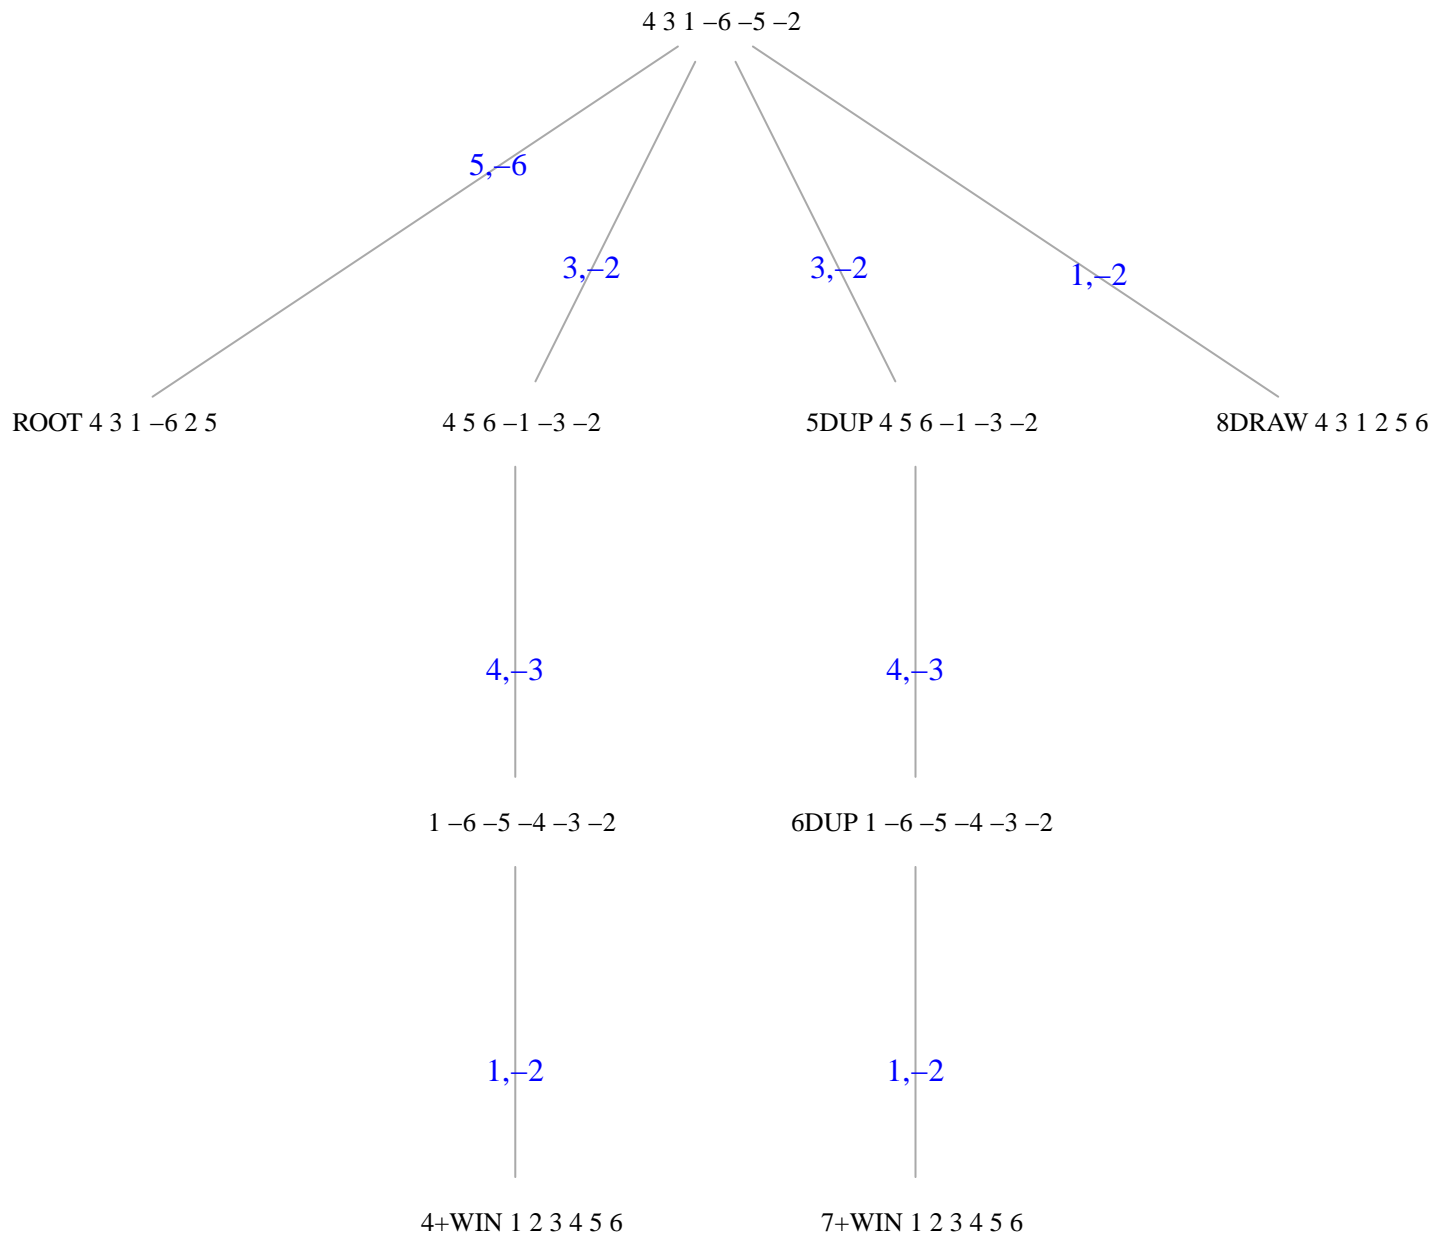 4 3 1 −6 −5 −2
5,−6
3,−2
3,−2
1,−2
ROOT 4 3 1 −6 2 5
4 5 6 −1 −3 −2
5DUP 4 5 6 −1 −3 −2
8DRAW 4 3 1 2 5 6
4,−3
4,−3
1 −6 −5 −4 −3 −2
6DUP 1 −6 −5 −4 −3 −2
1,−2
1,−2
4+WIN 1 2 3 4 5 6
7+WIN 1 2 3 4 5 6